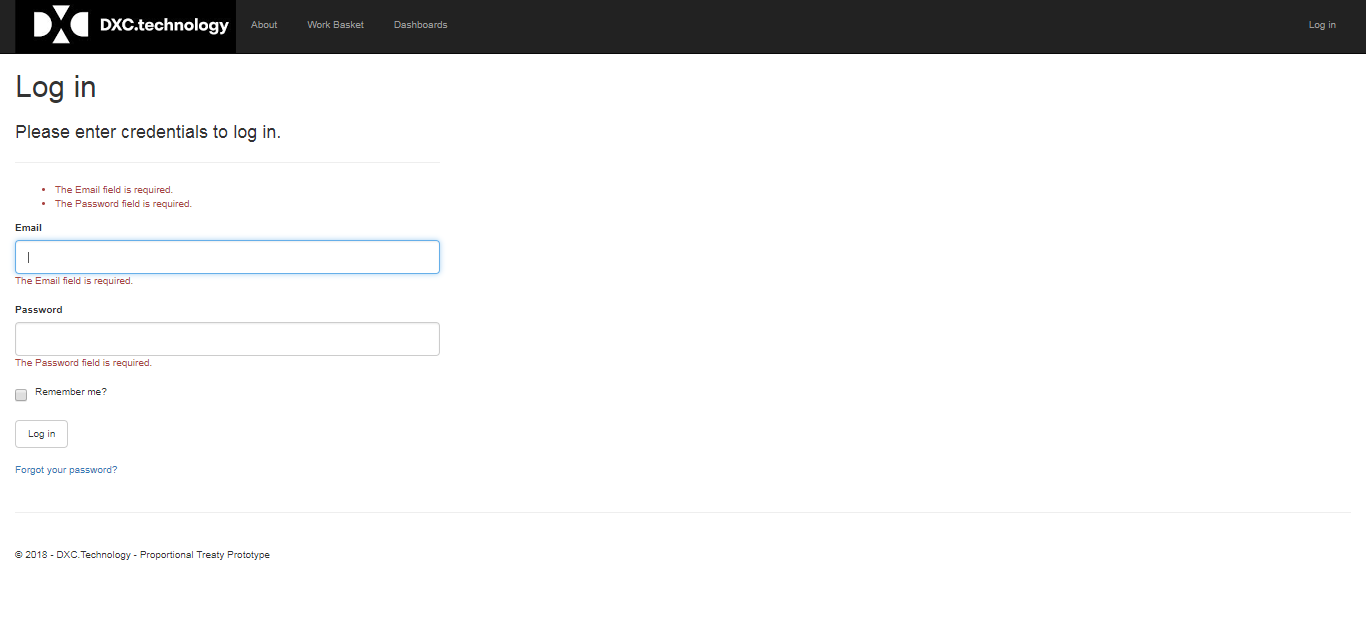 DXC.technology About Work Basket Dashboards Log in
Log in
Please enter credentials to log in.
• The Email field is required.
• The Password field is required.
Email
The Email field is required.
Password
The Password field is required.
Remember me?
Log in
Forgot your password?
© 2018 - DXC.Technology - Proportional Treaty Prototype